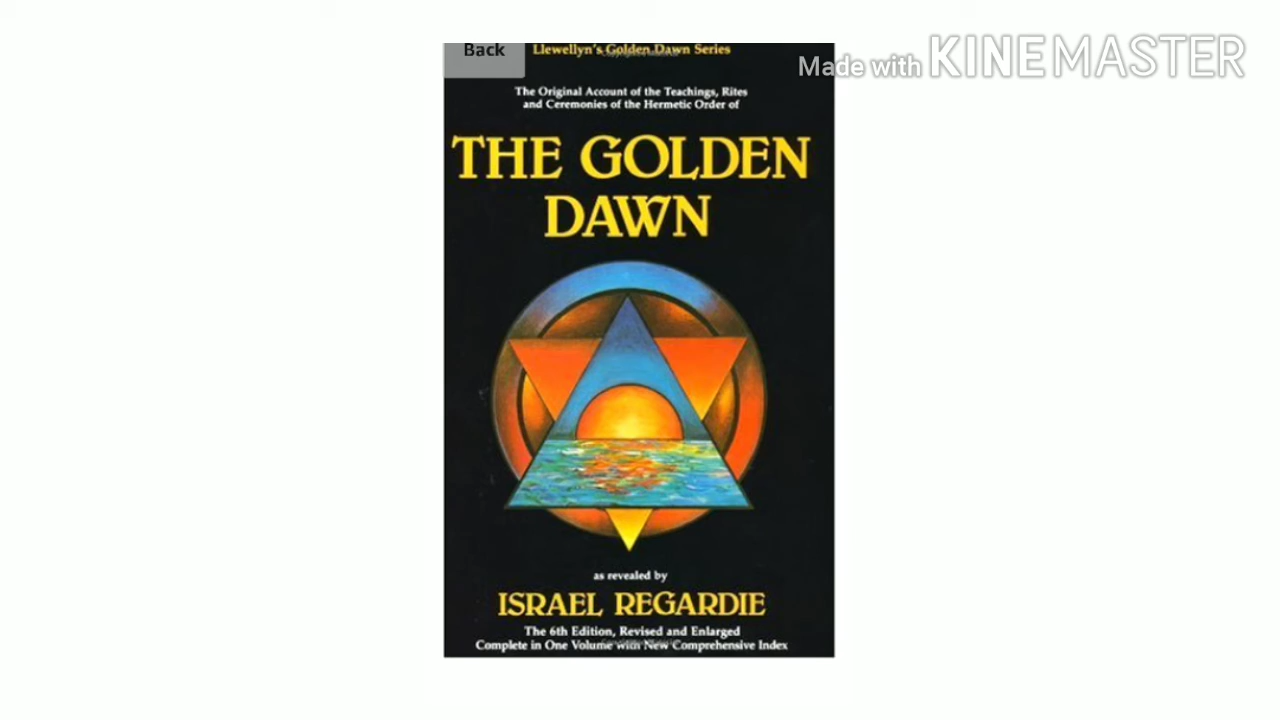 Back
Llewellyn's Golden Dawn Series
Made with KINEMASTER
The Original Account of the Teachings, Rites
and Ceremonies of the Hermetic Order of
THE GOLDEN
DAWN
as revealed by
ISRAEL REGARDIE
The 6th Edition, Revised and Enlarged
Complete in One Volume with New Comprehensive Index